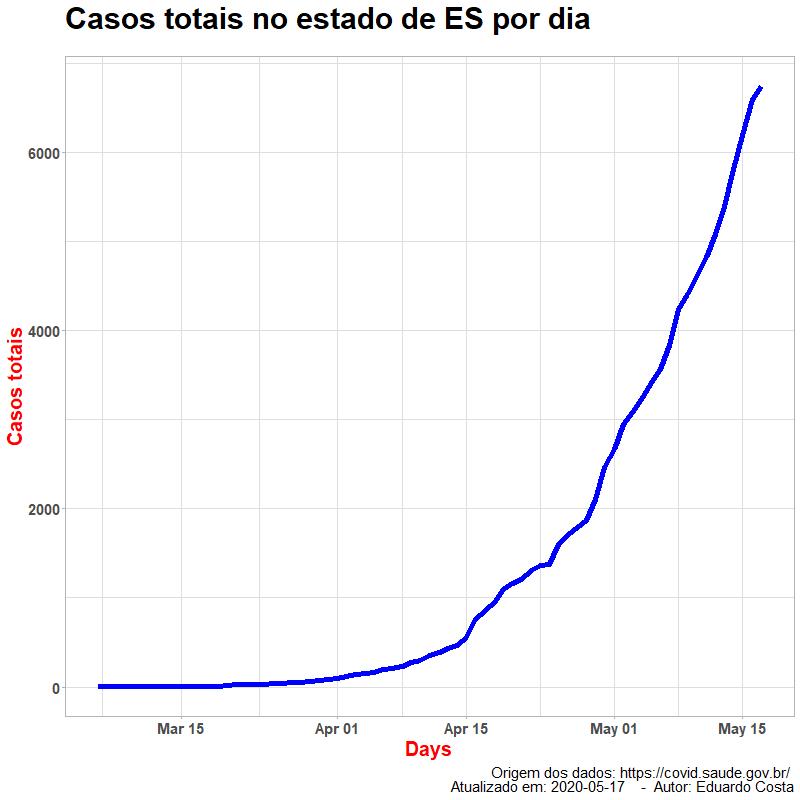 Casos totais no estado de ES por dia
Casos totais
6000
4000
2000
0
Mar 15 Apr 01 Apr 15 May 01 May 15
Days
Origem dos dados: https://covid.saude.gov.br/
Atualizado em: 2020-05-17 - Autor: Eduardo Costa